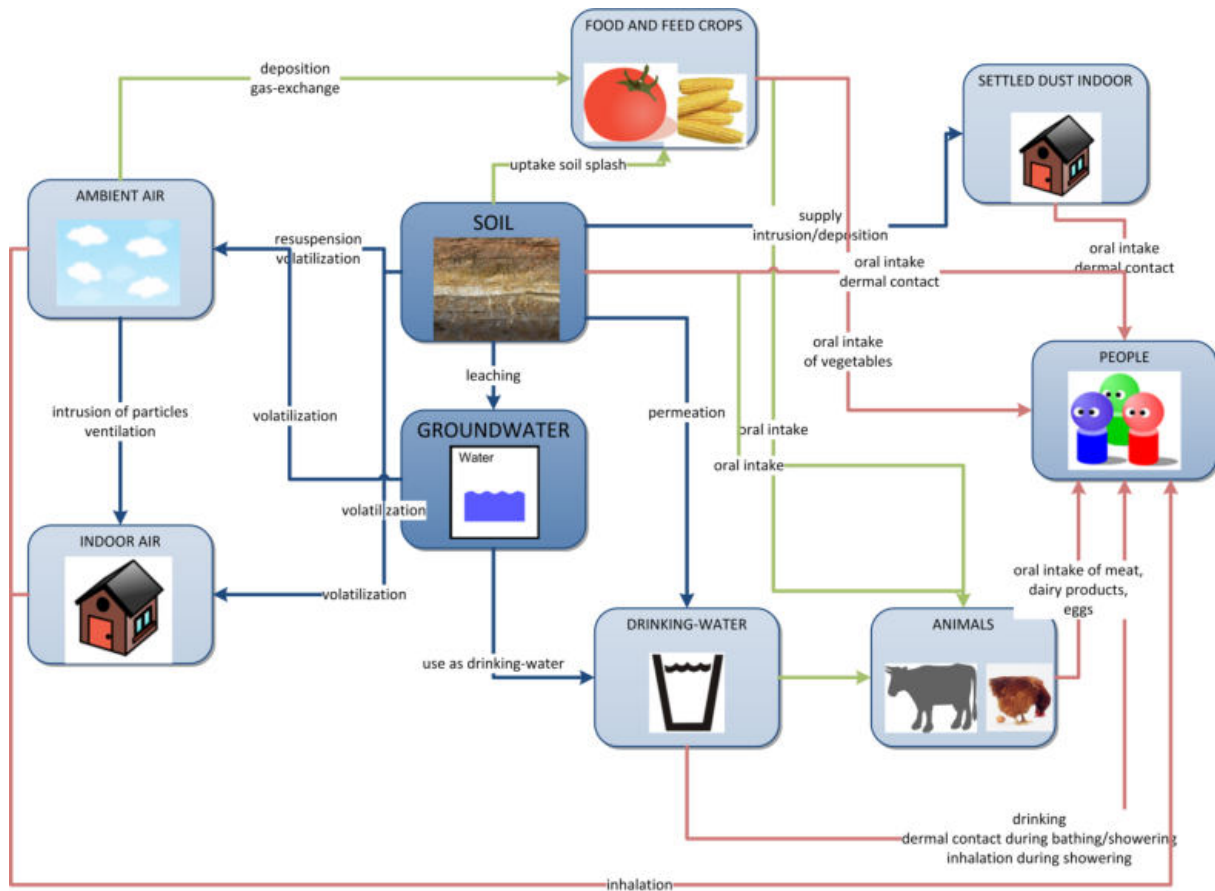 FOOD AND FEED CROPS
deposition
gas-exchange
SETTLED DUST INDOOR
uptake soil splash
AMBIENT AIR
SOIL
supply
intrusion/deposition
resuspension
volatilization
oral intake
dermal contact
oral intake
dermal contact
oral intake
of vegetables
PEOPLE
leaching
intrusion of particles
ventilation
volatilization
permeation
GROUNDWATER
Water
oral intake
oral intake
volatilization
INDOOR AIR
volatilization
oral intake of meat,
dairy products,
eggs
DRINKING-WATER
ANIMALS
use as drinking-water
drinking
dermal contact during bathing/showering
inhalation during showering
inhalation